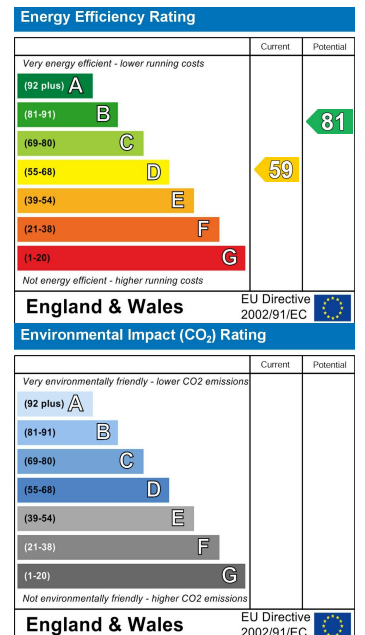 Energy Efficiency Rating
Current Potential
Very energy efficient - lower running costs
(92 plus) A
(81-91) B
81
(69-80) C
(55-68) D
59
(39-54) E
(21-38) F
(1-20) G
Not energy efficient - higher running costs
England & Wales
EU Directive
2002/91/EC
Environmental Impact (CO₂) Rating
Current Potential
Very environmentally friendly - lower CO2 emissions
(92 plus) A
(81-91) B
(69-80) C
(55-68) D
(39-54) E
(21-38) F
(1-20) G
Not environmentally friendly - higher CO2 emissions
England & Wales
EU Directive
2002/91/EC